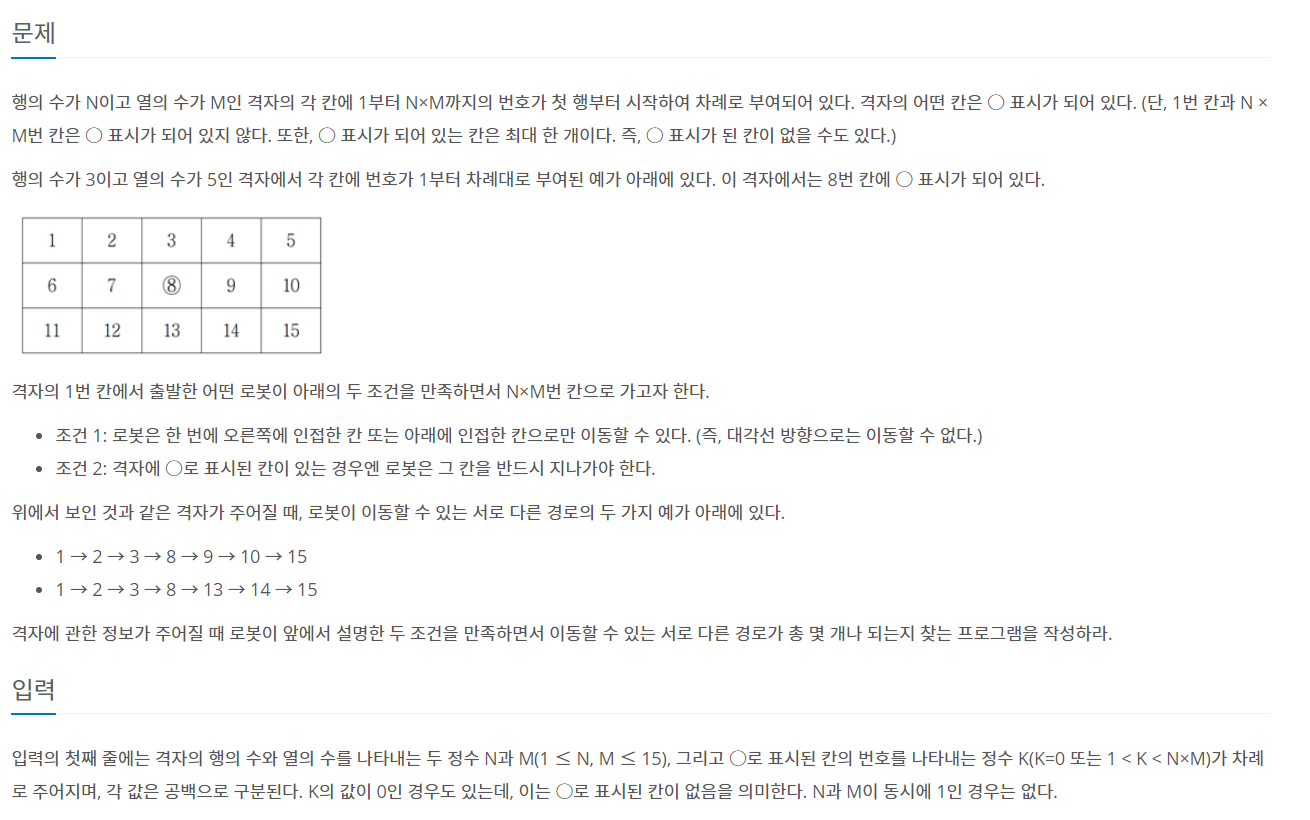 문제
행의 수가 N이고 열의 수가 M인 격자의 각 칸에 1부터 N×M까지의 번호가 첫 행부터 시작하여 차례로 부여되어 있다. 격자의 어떤 칸은 ○ 표시가 되어 있다. (단, 1번 칸과 N ×
M번 칸은 ○ 표시가 되어 있지 않다. 또한, ○ 표시가 되어 있는 칸은 최대 한 개이다. 즉, ○ 표시가 된 칸이 없을 수도 있다.)
행의 수가 3이고 열의 수가 5인 격자에서 각 칸에 번호가 1부터 차례대로 부여된 예가 아래에 있다. 이 격자에서는 8번 칸에 ○ 표시가 되어 있다.
1 2 3 4 5
6 7 ⑧ 9 10
11 12 13 14 15
격자의 1번 칸에서 출발한 어떤 로봇이 아래의 두 조건을 만족하면서 N×M번 칸으로 가고자 한다.
• 조건 1: 로봇은 한 번에 오른쪽에 인접한 칸 또는 아래에 인접한 칸으로만 이동할 수 있다. (즉, 대각선 방향으로는 이동할 수 없다.)
• 조건 2: 격자에 ○로 표시된 칸이 있는 경우엔 로봇은 그 칸을 반드시 지나가야 한다.
위에서 보인 것과 같은 격자가 주어질 때, 로봇이 이동할 수 있는 서로 다른 경로의 두 가지 예가 아래에 있다.
• 1 → 2 → 3 → 8 → 9 → 10 → 15
• 1 → 2 → 3 → 8 → 13 → 14 → 15
격자에 관한 정보가 주어질 때 로봇이 앞에서 설명한 두 조건을 만족하면서 이동할 수 있는 서로 다른 경로가 총 몇 개나 되는지 찾는 프로그램을 작성하라.
입력
입력의 첫째 줄에는 격자의 행의 수와 열의 수를 나타내는 두 정수 N과 M(1 ≤ N, M ≤ 15), 그리고 ○로 표시된 칸의 번호를 나타내는 정수 K(K=0 또는 1 < K < N×M)가 차례
로 주어지며, 각 값은 공백으로 구분된다. K의 값이 0인 경우도 있는데, 이는 ○로 표시된 칸이 없음을 의미한다. N과 M이 동시에 1인 경우는 없다.